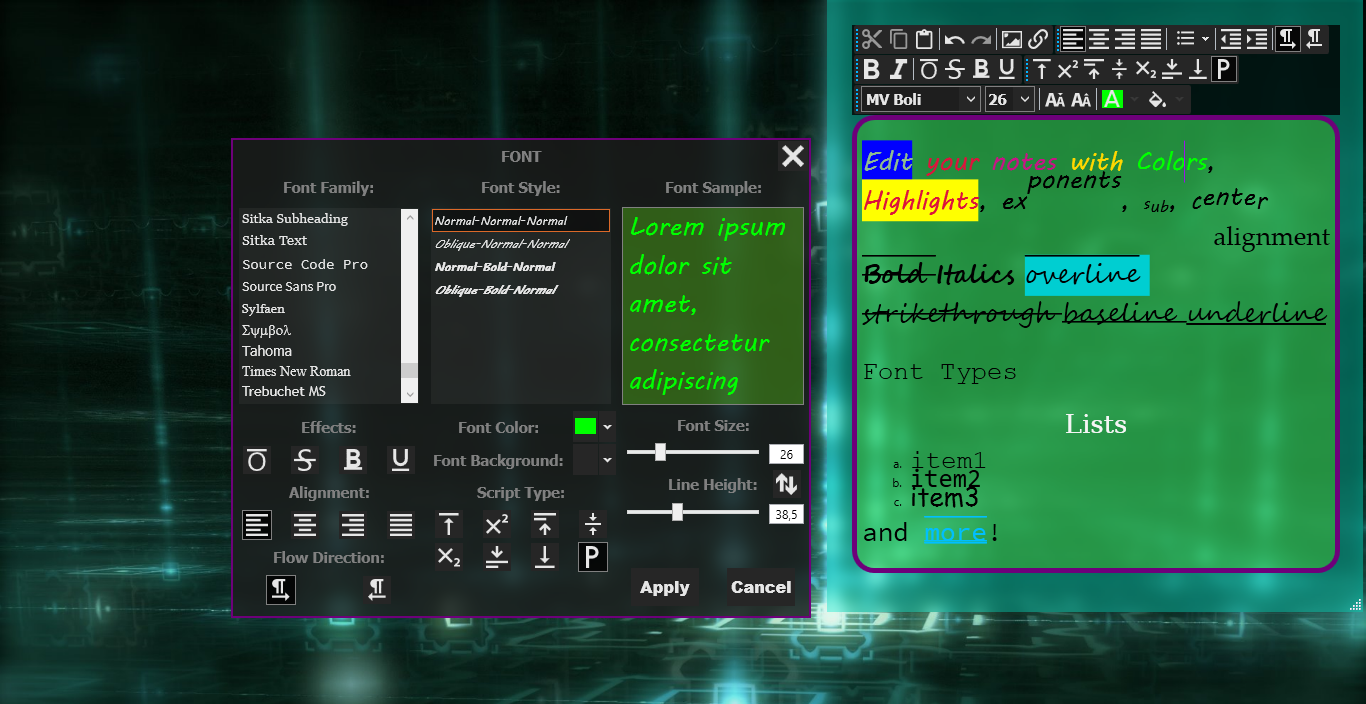 MV Boli
26
FONT
Font Family:
Font Style:
Font Sample:
Sitka Subheading
Sitka Text
Source Code Pro
Source Sans Pro
Sylfaen
Σψμβολ
Tahoma
Times New Roman
Trebuchet MS
Normal-Normal-Normal
Oblique-Normal-Normal
Normal-Bold-Normal
Oblique-Bold-Normal
Lorem ipsum
dolor sit
amet,
consectetur
adipiscing
Effects:
Font Color:
Font Size:
26
Font Background:
Alignment:
Script Type:
Line Height:
38,5
Flow Direction:
Apply
Cancel
Edit your notes with Colors,
Highlights, exponents, sub, center
alignment
Bold Italics overline
strikethrough baseline underline
Font Types
Lists
a. item1
b. item2
c. item3
and more!